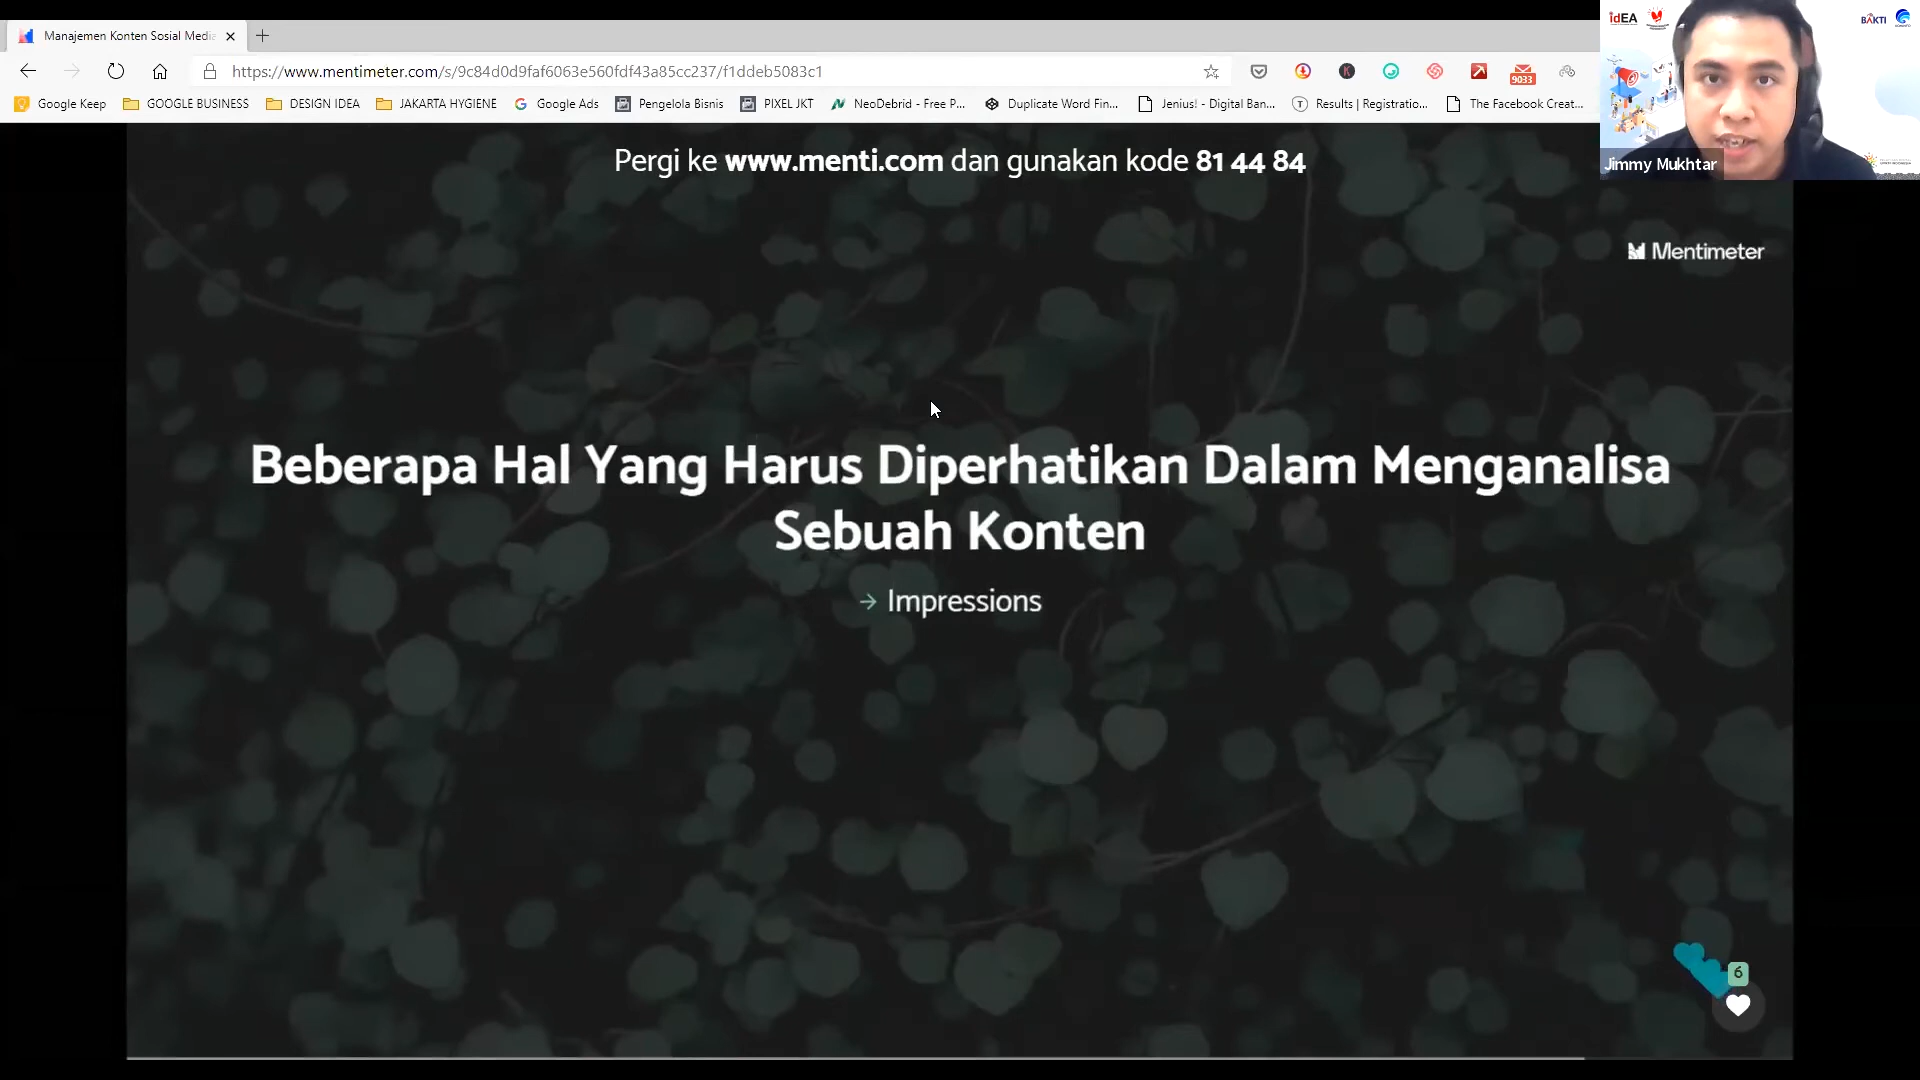 Manajemen Konten Sosial Media
https://www.mentimeter.com/s/9c84d0d9faf6063e560fdf43a85cc237/f1ddeb5083c1
9033
Google Keep
GOOGLE BUSINESS
DESIGN IDEA
JAKARTA HYGIENE
Google Ads
Pengelola Bisnis
PIXEL JKT
NeoDebrid - Free P...
Duplicate Word Fin...
Jenius! - Digital Ban...
Results | Registratio...
The Facebook Creat...
idEA
BAKTI
Jimmy Mukhtar
Pergi ke www.menti.com dan gunakan kode 81 44 84
Mentimeter
Beberapa Hal Yang Harus Diperhatikan Dalam Menganalisa
Sebuah Konten
→ Impressions
6